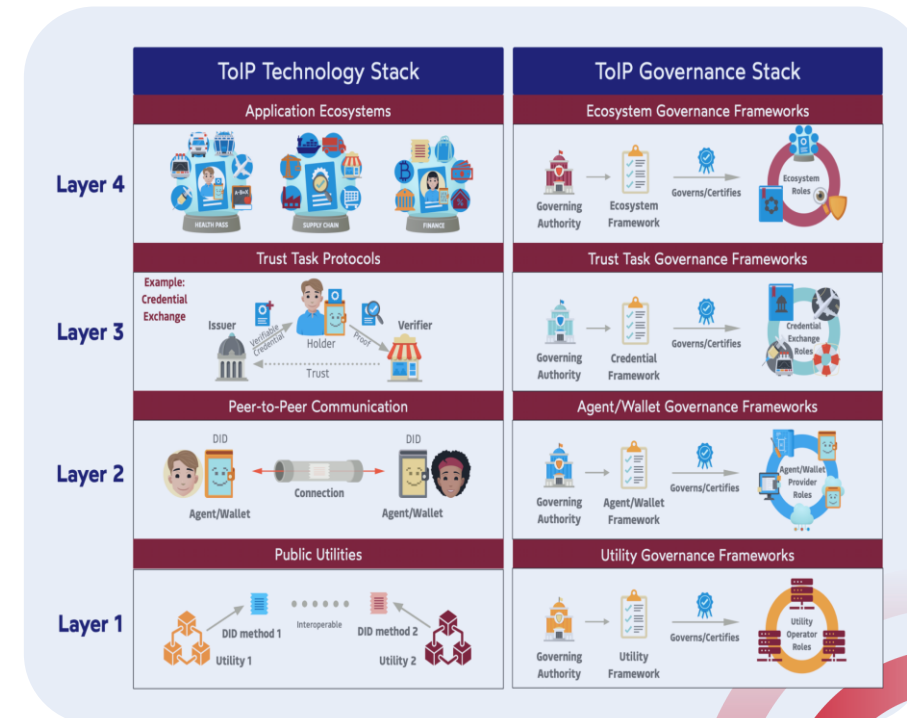 ToIP Technology Stack
ToIP Governance Stack
Layer 4
Application Ecosystems
HEALTH PASS
SUPPLY CHAIN
FINANCE
Ecosystem Governance Frameworks
Governing
Authority
Ecosystem
Framework
Governs/Certifies
Ecosystem
Roles
Layer 3
Trust Task Protocols
Example:
Credential
Exchange
Issuer
Verifiable
Credential
Holder
Proof
Verifier
Trust
Trust Task Governance Frameworks
Governing
Authority
Credential
Framework
Governs/Certifies
Credential
Exchange
Roles
Layer 2
Peer-to-Peer Communication
DID
DID
Connection
Agent/Wallet
Agent/Wallet
Agent/Wallet Governance Frameworks
Governing
Authority
Agent/Wallet
Framework
Governs/Certifies
Agent/Wallet
Provider
Roles
Layer 1
Public Utilities
DID method 1
Interoperable
DID method 2
Utility 1
Utility 2
Utility Governance Frameworks
Governing
Authority
Utility
Framework
Governs/Certifies
Utility
Operator
Roles